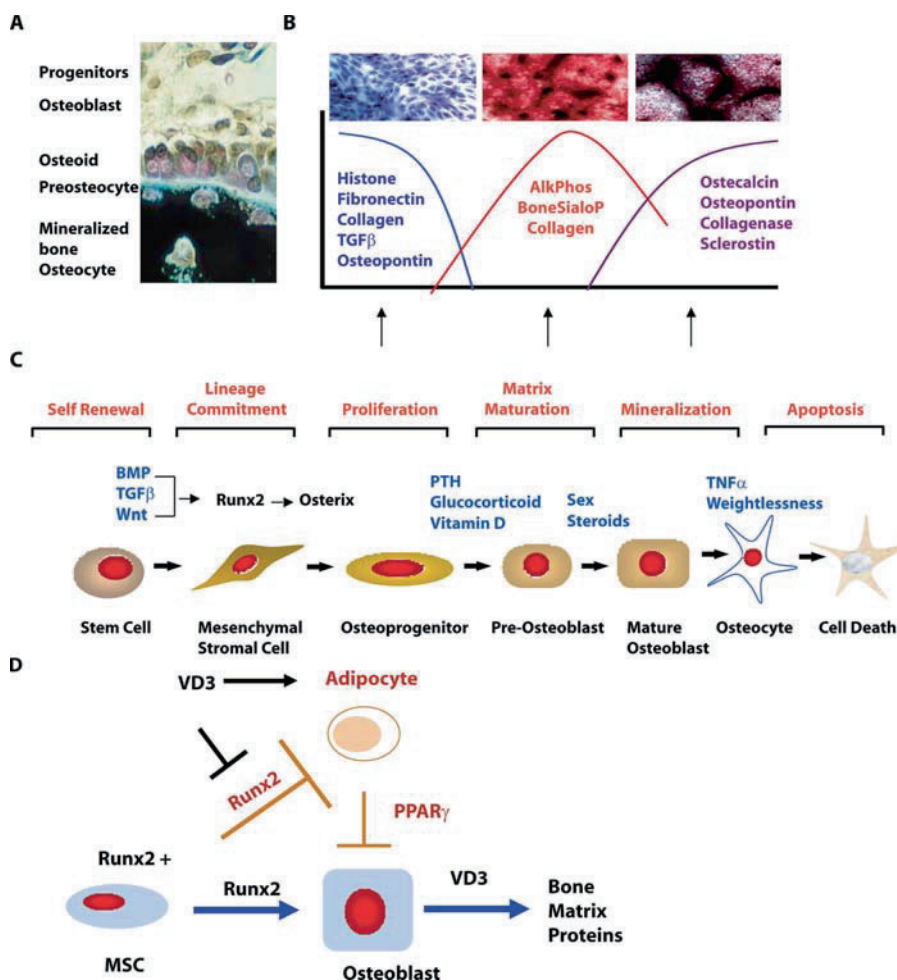 A
Progenitors
Osteoblast
Osteoid
Preosteocyte
Mineralized
bone
Osteocyte
B
Histone
Fibronectin
Collagen
TGFβ
Osteopontin
AlkPhos
BoneSialoP
Collagen
Ostecalcin
Osteopontin
Collagenase
Sclerostin
C
Self Renewal
Lineage
Commitment
Proliferation
Matrix
Maturation
Mineralization
Apoptosis
BMP
TGFβ
Wnt
Runx2
Osterix
PTH
Glucocorticoid
Vitamin D
Sex
Steroids
TNFα
Weightlessness
Stem Cell
Mesenchymal
Stromal Cell
Osteoprogenitor
Pre-Osteoblast
Mature
Osteoblast
Osteocyte
Cell Death
D
VD3
Adipocyte
Runx2
PPARγ
Runx2 +
Runx2
VD3
Bone
Matrix
Proteins
MSC
Osteoblast